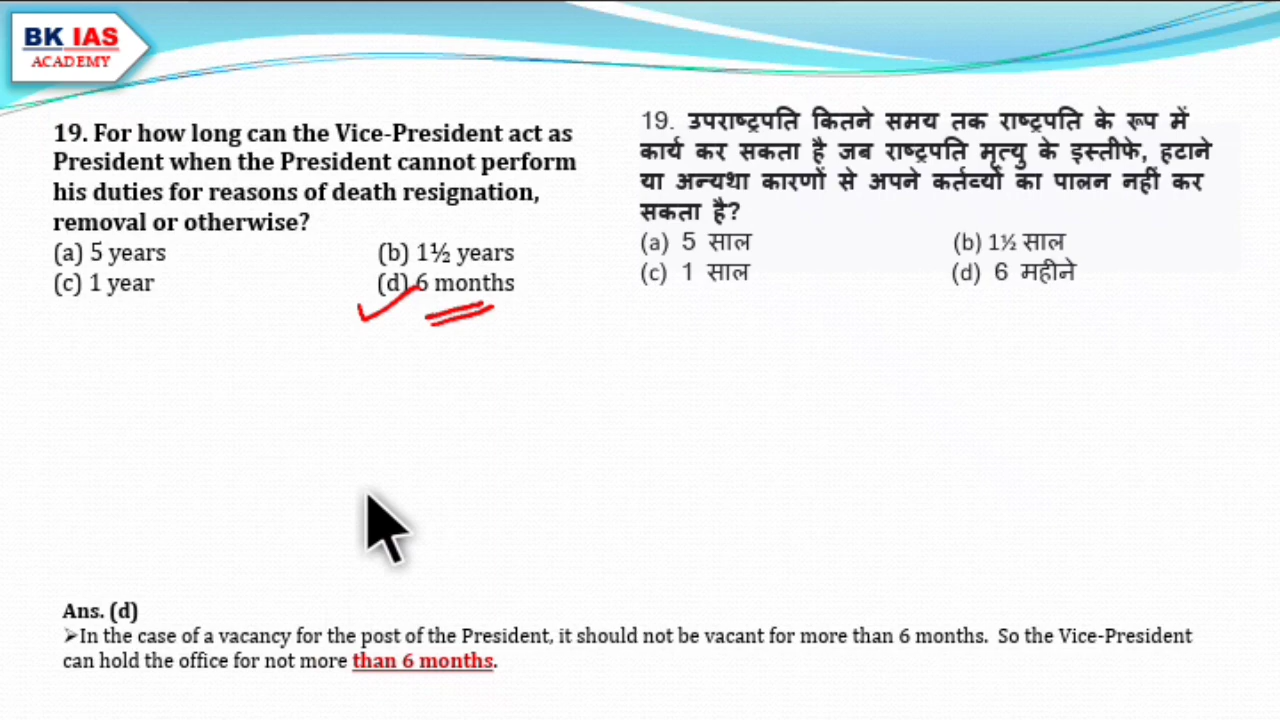 BK IAS
ACADEMY
19. For how long can the Vice-President act as
President when the President cannot perform
his duties for reasons of death resignation,
removal or otherwise?
(a) 5 years (b) 1½ years
(c) 1 year (d) 6 months
19. उपराष्ट्रपति कितने समय तक राष्ट्रपति के रूप में
कार्य कर सकता है जब राष्ट्रपति मृत्यु के इस्तीफे, हटाने
या अन्यथा कारणों से अपने कर्तव्यों का पालन नहीं कर
सकता है?
(a) 5 साल (b) 1½ साल
(c) 1 साल (d) 6 महीने
Ans. (d)
➢In the case of a vacancy for the post of the President, it should not be vacant for more than 6 months. So the Vice-President
can hold the office for not more than 6 months.